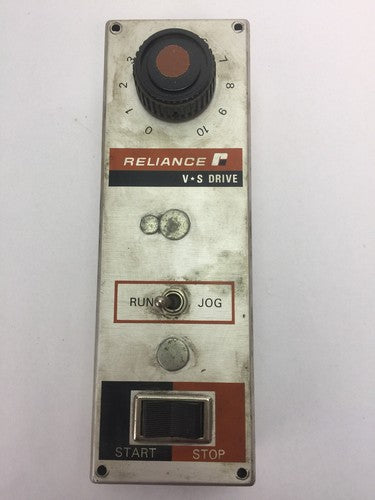 3 7
2 8
1 9
0 10
RELIANCE
V★S DRIVE
RUN JOG
START STOP